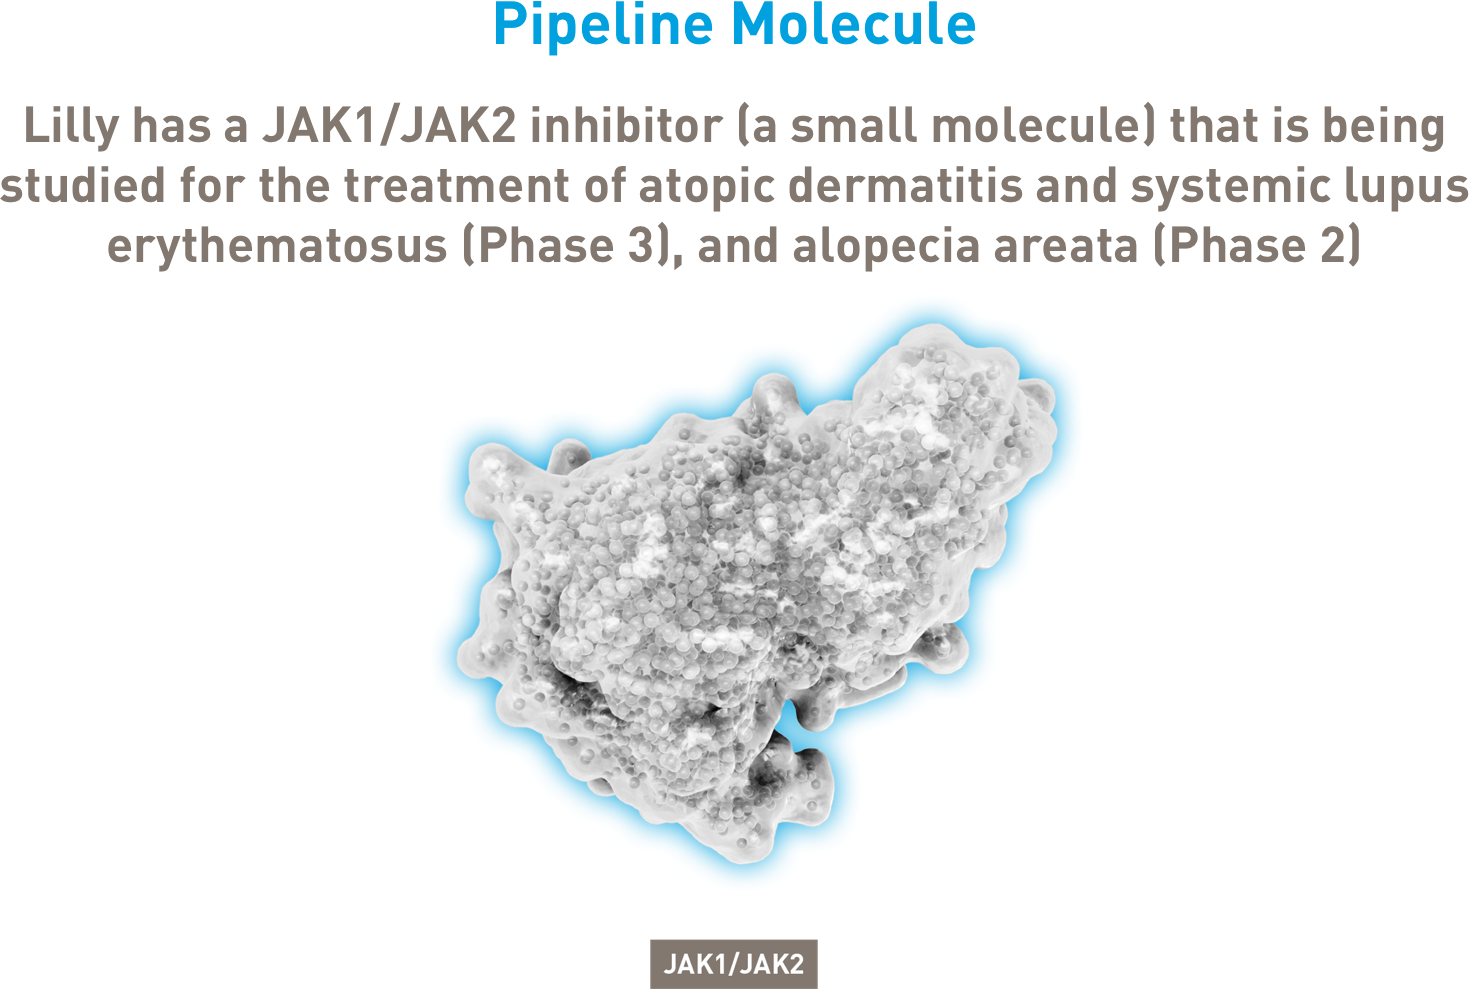 Pipeline Molecule
Lilly has a JAK1/JAK2 inhibitor (a small molecule) that is being
studied for the treatment of atopic dermatitis and systemic lupus
erythematosus (Phase 3), and alopecia areata (Phase 2)
JAK1/JAK2